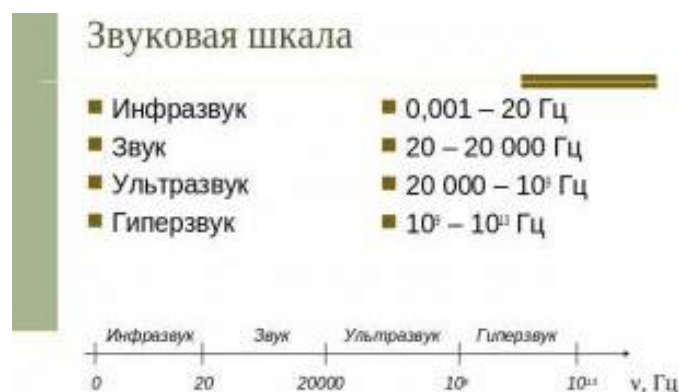 Звуковая шкала
Инфразвук 0,001 – 20 Гц
Звук 20 – 20 000 Гц
Ультразвук 20 000 – 10⁹ Гц
Гиперзвук 10⁹ – 10¹³ Гц
Инфразвук Звук Ультразвук Гиперзвук
0 20 20000 10⁹ 10¹³ ν, Гц